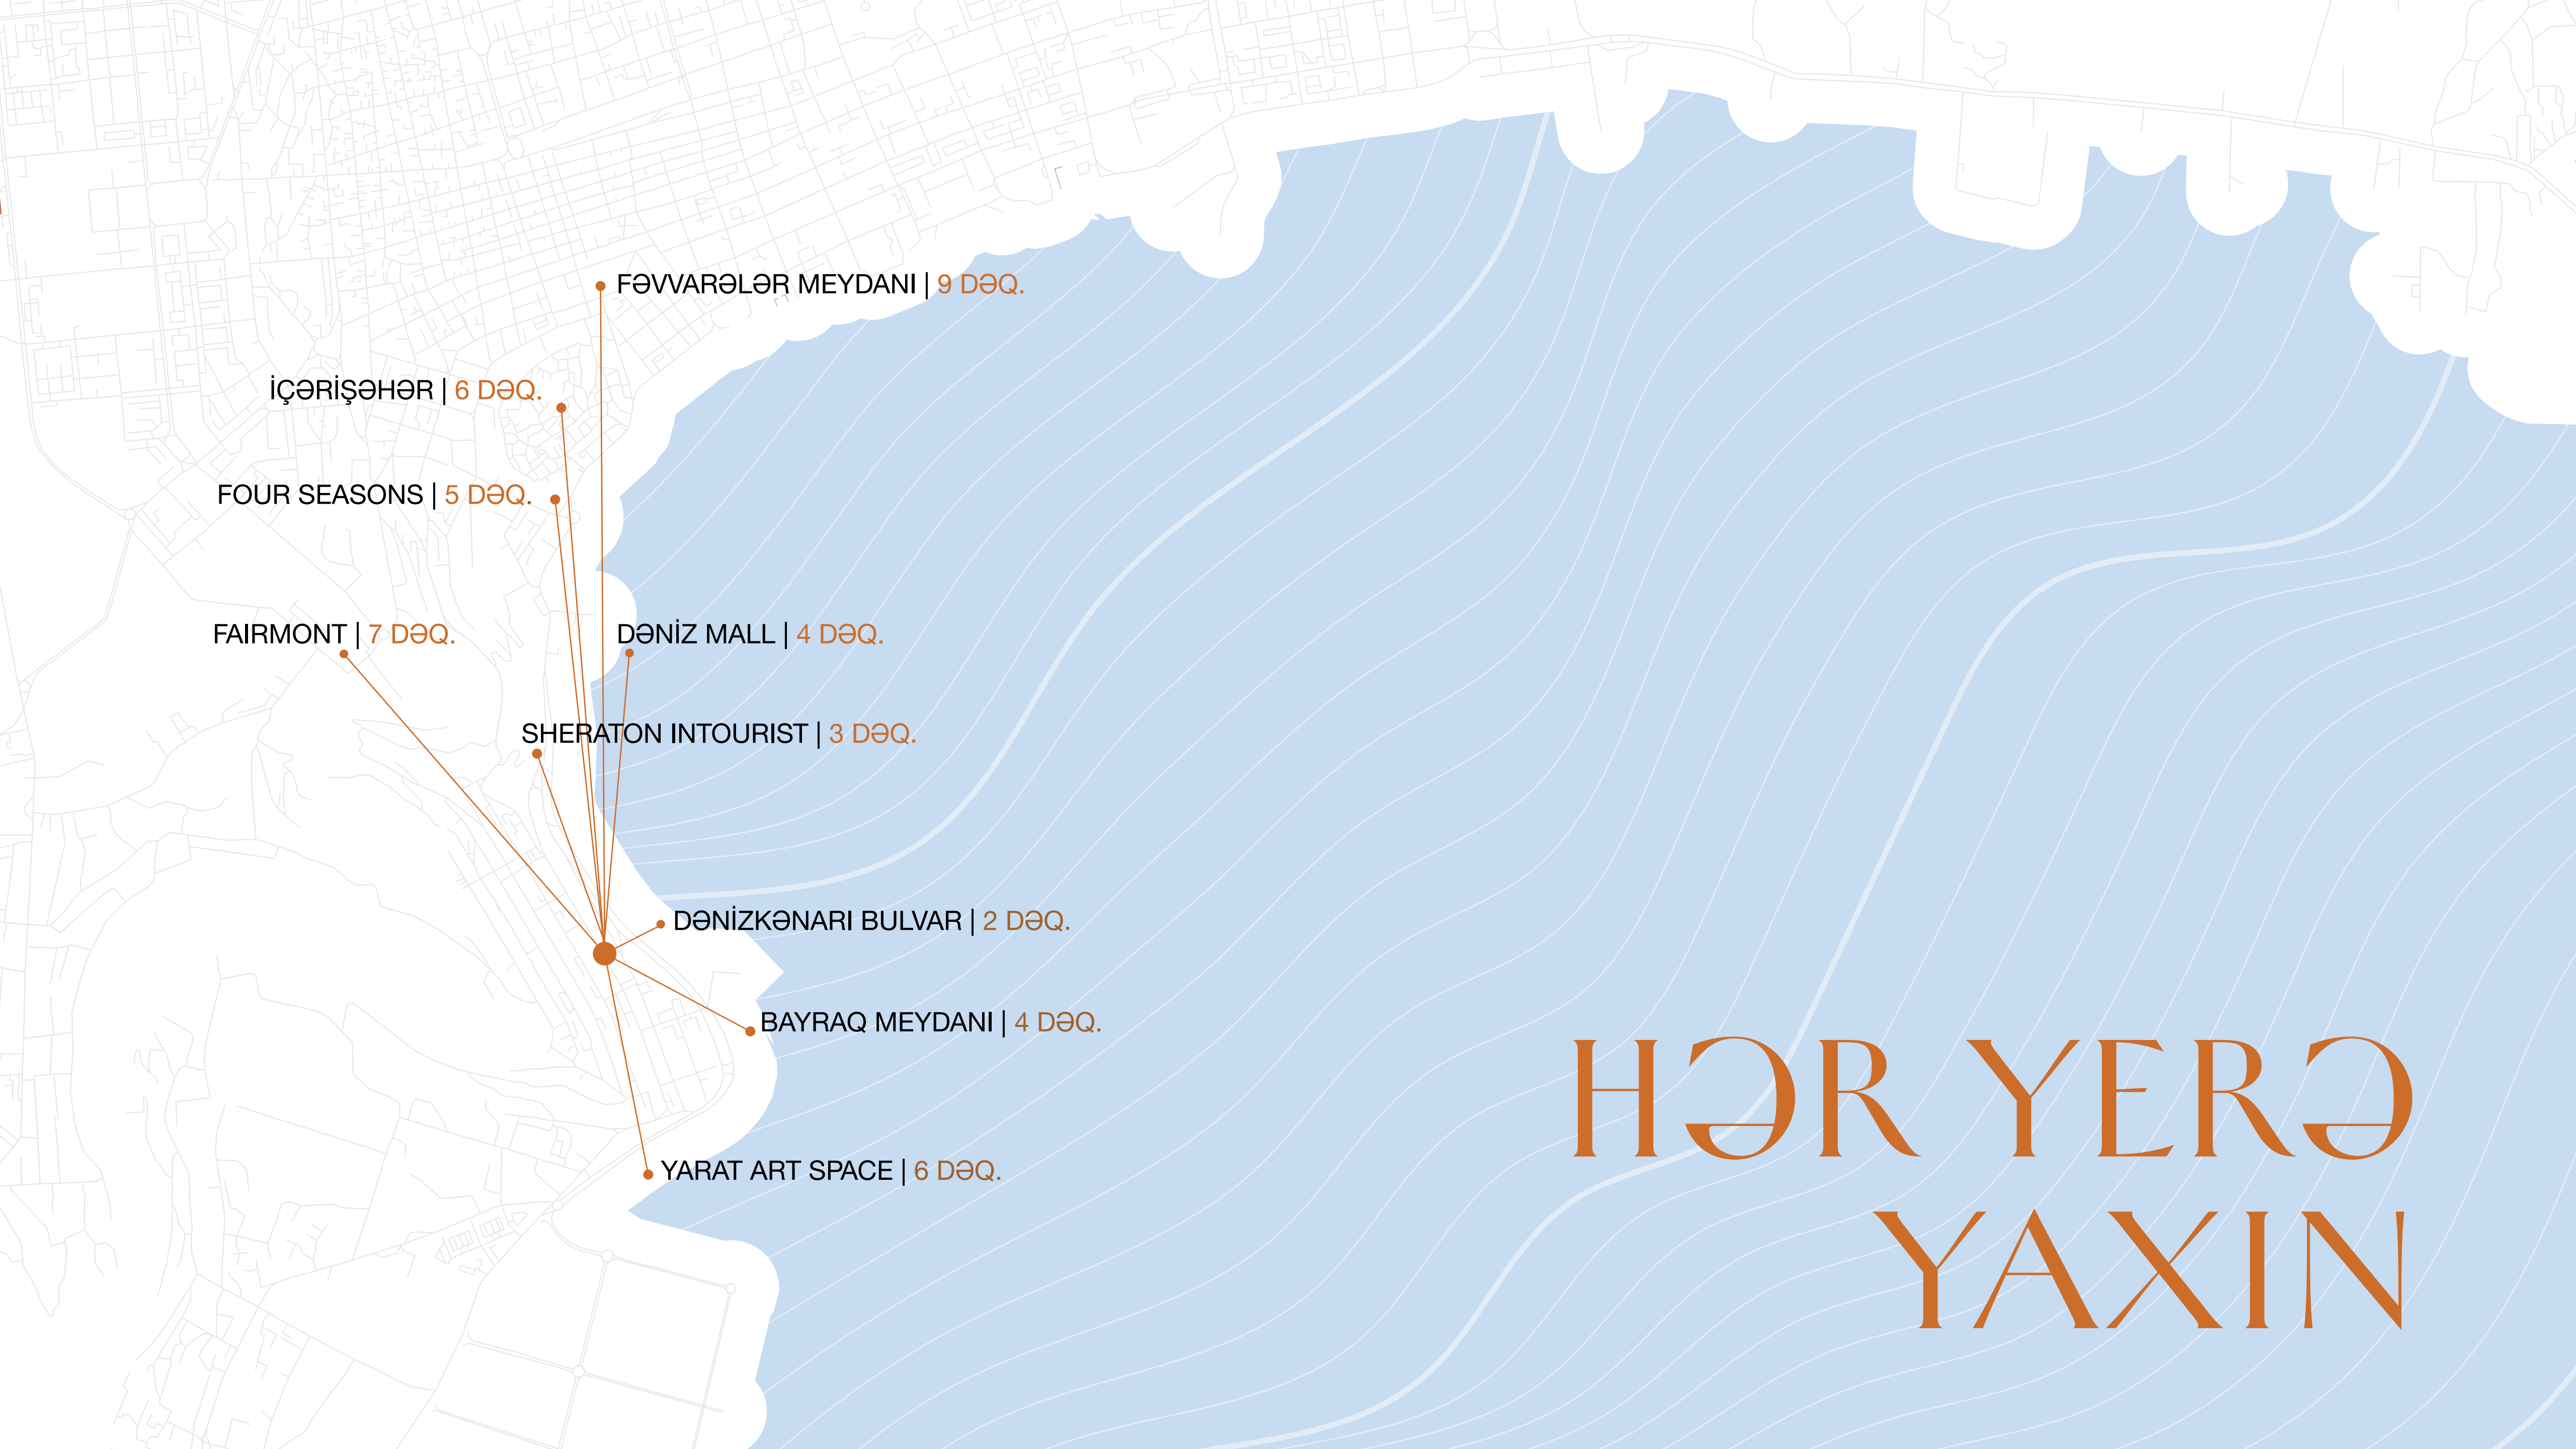 FƏVVARƏLƏR MEYDANI | 9 DƏQ.
İÇƏRİŞƏHƏR | 6 DƏQ.
FOUR SEASONS | 5 DƏQ.
FAIRMONT | 7 DƏQ.
DƏNİZ MALL | 4 DƏQ.
SHERATON INTOURIST | 3 DƏQ.
DƏNİZKƏNARI BULVAR | 2 DƏQ.
BAYRAQ MEYDANI | 4 DƏQ.
YARAT ART SPACE | 6 DƏQ.
HƏR YERƏ
YAXIN